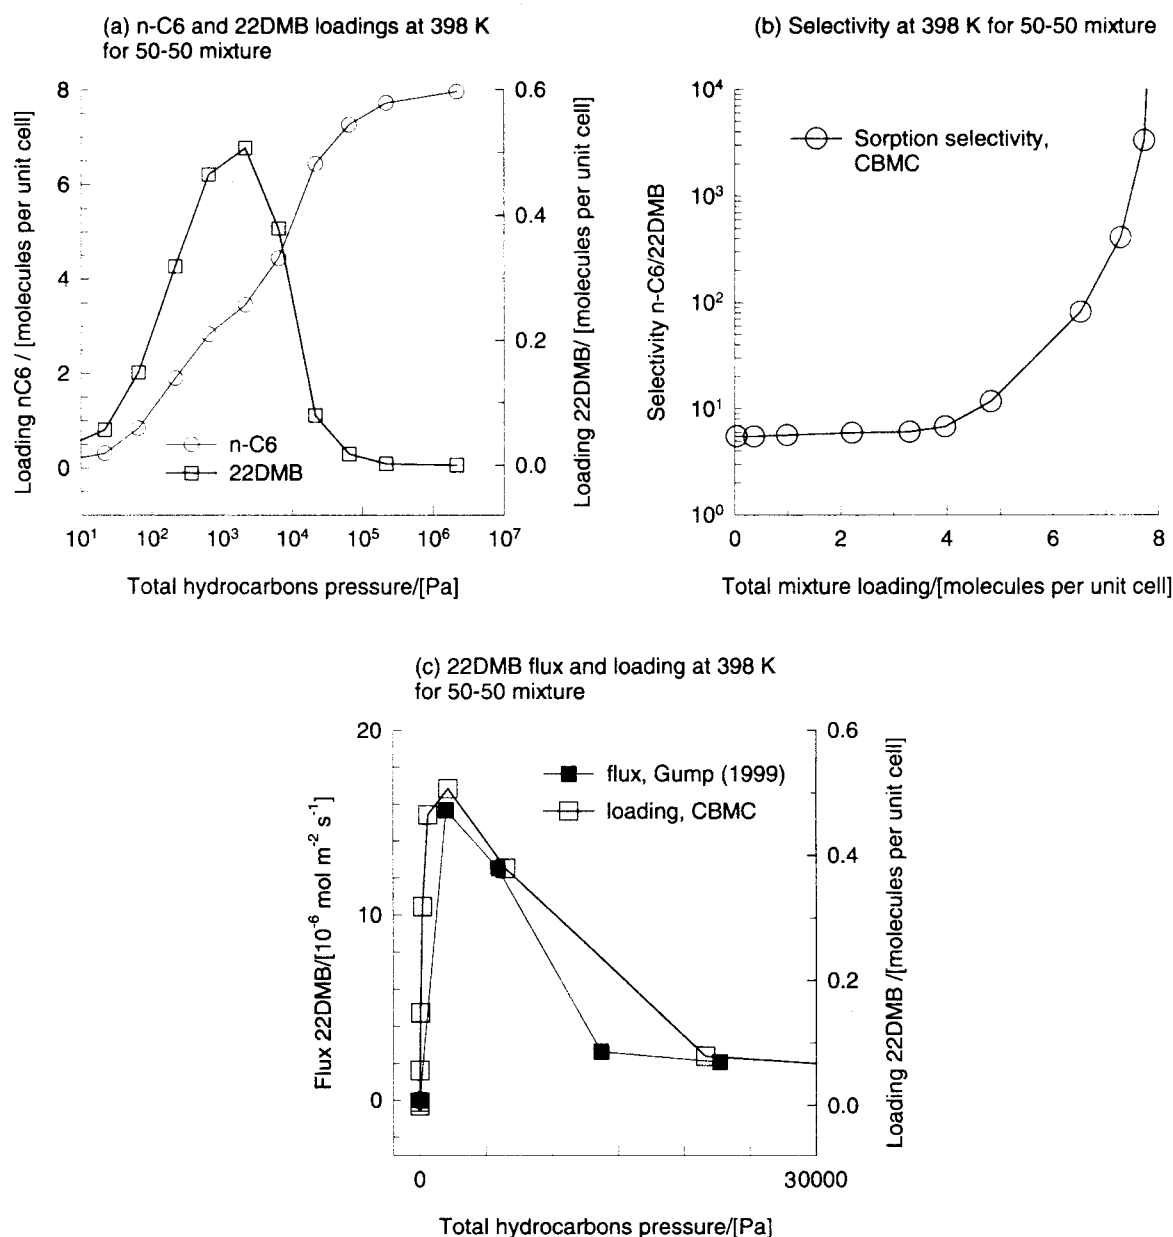 (a) n-C6 and 22DMB loadings at 398 K
for 50-50 mixture
Loading nC6 / [molecules per unit cell]
8
6
4
2
0
0.6
0.4
0.2
0.0
Loading 22DMB/ [molecules per unit cell]
n-C6
22DMB
10¹ 10² 10³ 10⁴ 10⁵ 10⁶ 10⁷
Total hydrocarbons pressure/[Pa]
(b) Selectivity at 398 K for 50-50 mixture
Selectivity n-C6/22DMB
10⁴
10³
10²
10¹
10⁰
Sorption selectivity,
CBMC
0 2 4 6 8
Total mixture loading/[molecules per unit cell]
(c) 22DMB flux and loading at 398 K
for 50-50 mixture
Flux 22DMB/[10⁻⁶ mol m⁻² s⁻¹]
20
10
0
flux, Gump (1999)
loading, CBMC
0.6
0.4
0.2
0.0
Loading 22DMB /[molecules per unit cell]
0 30000
Total hydrocarbons pressure/[Pa]